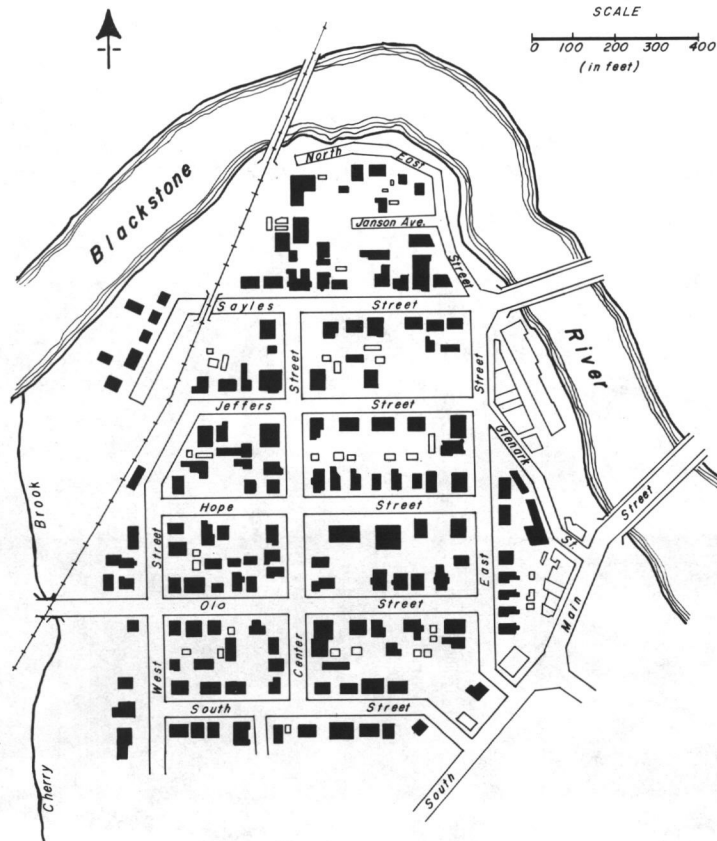 SCALE
0 100 200 300 400
(in feet)
North East
Blackstone
Janson Ave.
Street
Sayles Street
River
Street
Street
Jeffers Street
Glenark
St
Street
Brook
Hope Street
Street
East
Olo Street
Main
West
Center
South Street
South
Cherry